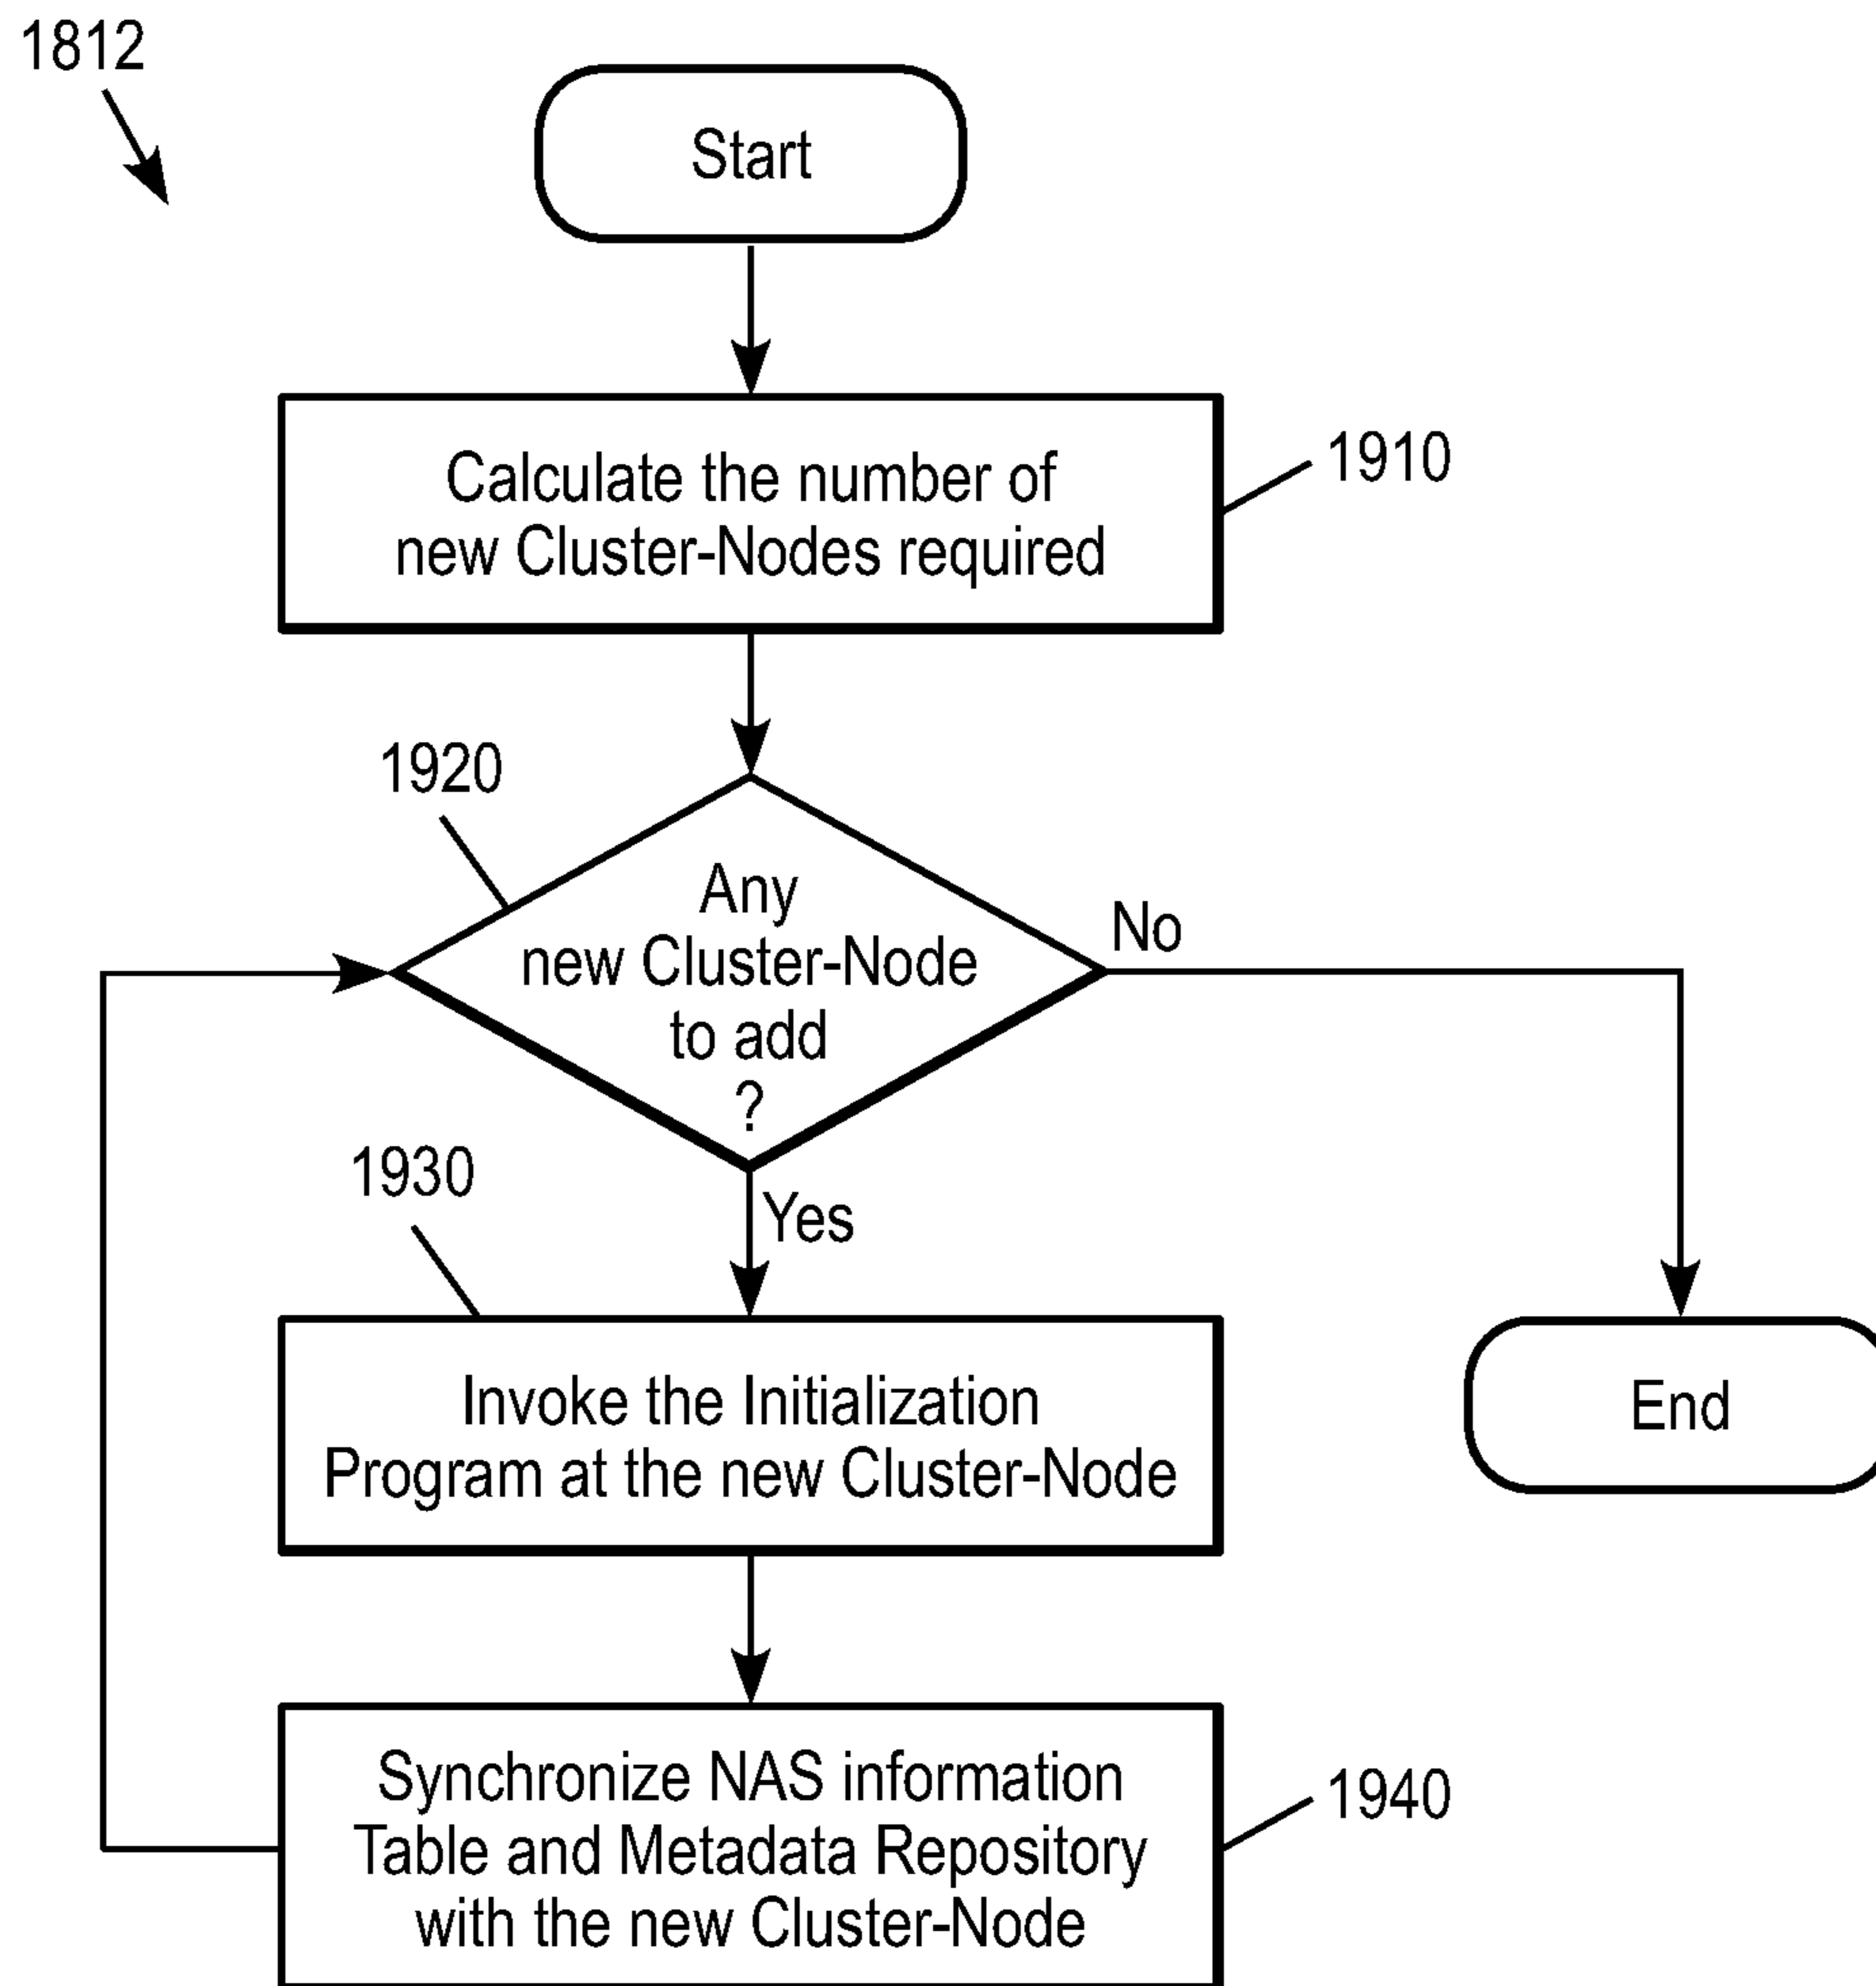 1812
Start
Calculate the number of
new Cluster-Nodes required
1910
1920
Any
new Cluster-Node
to add
?
No
Yes
1930
Invoke the Initialization
Program at the new Cluster-Node
End
Synchronize NAS information
Table and Metadata Repository
with the new Cluster-Node
1940